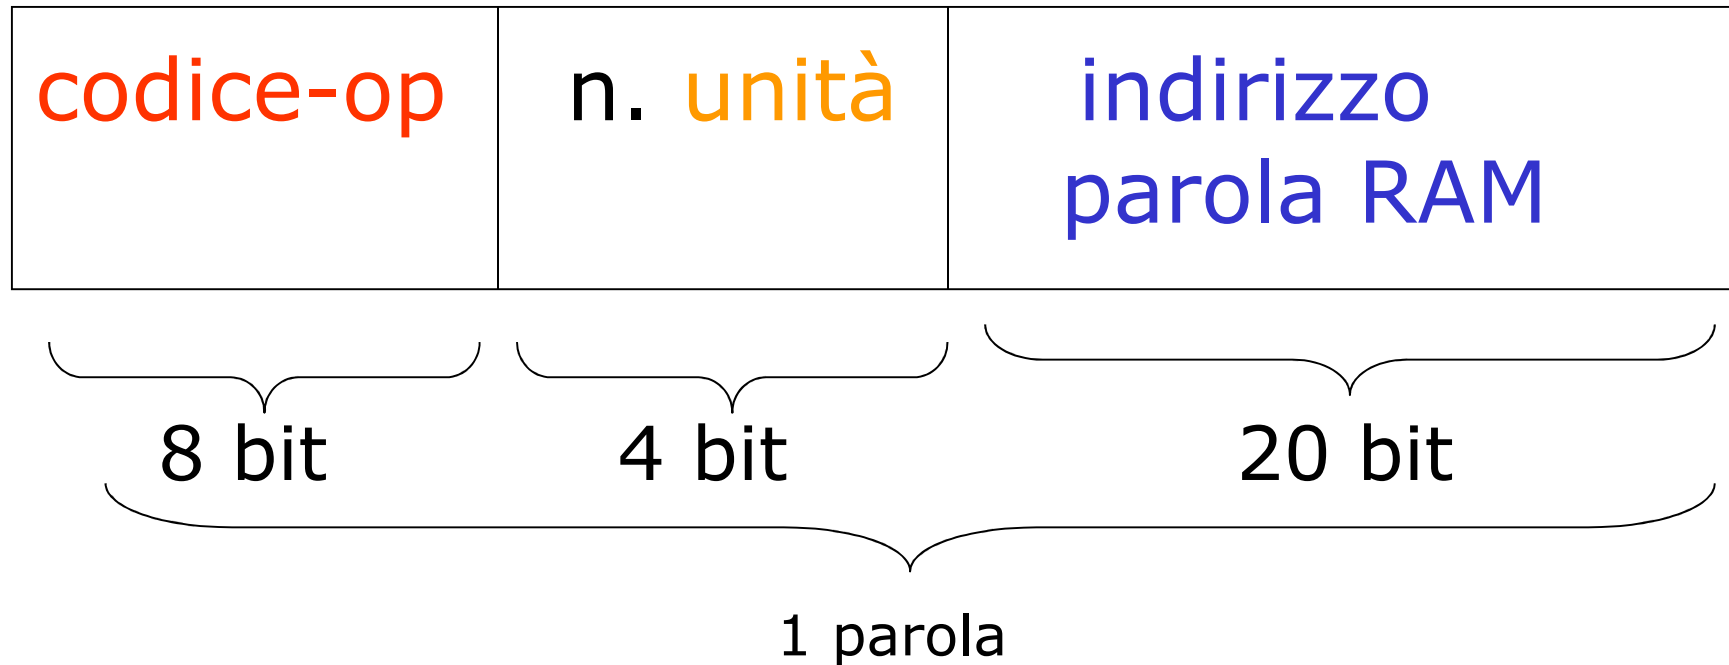 codice-op
n. unità
indirizzo
parola RAM
8 bit
4 bit
20 bit
1 parola